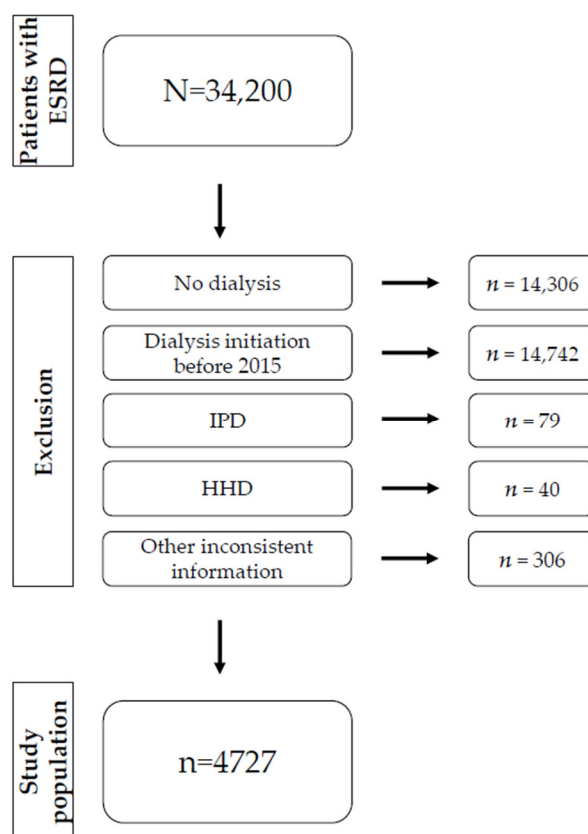 Patients with
ESRD
N=34,200
Exclusion
No dialysis
n = 14,306
Dialysis initiation
before 2015
n = 14,742
IPD
n = 79
HHD
n = 40
Other inconsistent
information
n = 306
Study
population
n=4727